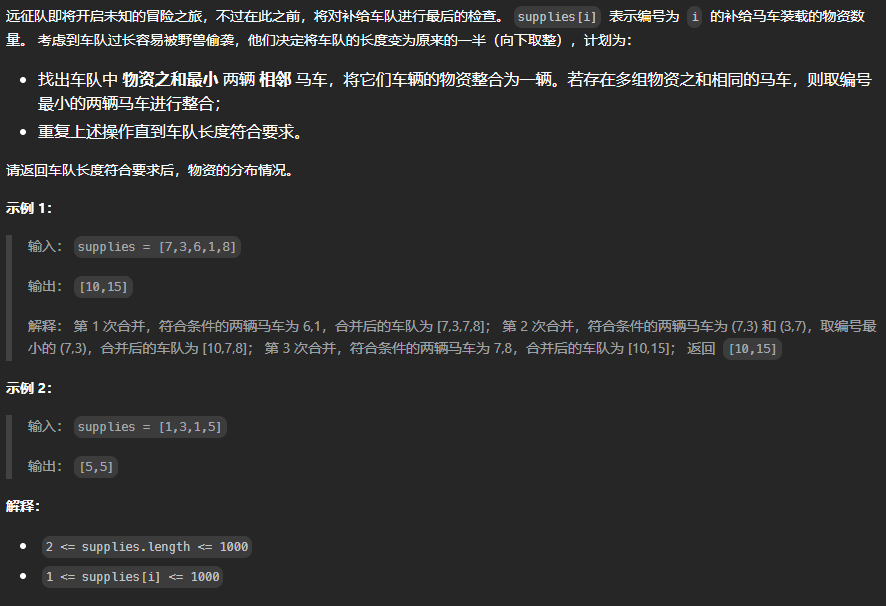 远征队即将开启未知的冒险之旅，不过在此之前，将对补给车队进行最后的检查。 supplies[i] 表示编号为 i 的补给马车装载的物资数
量。 考虑到车队过长容易被野兽偷袭，他们决定将车队的长度变为原来的一半（向下取整），计划为：
找出车队中 物资之和最小 两辆 相邻 马车，将它们车辆的物资整合为一辆。若存在多组物资之和相同的马车，则取编号
最小的两辆马车进行整合；
重复上述操作直到车队长度符合要求。
请返回车队长度符合要求后，物资的分布情况。
示例 1：
输入： supplies = [7,3,6,1,8]
输出： [10,15]
解释： 第 1 次合并，符合条件的两辆马车为 6,1，合并后的车队为 [7,3,7,8]； 第 2 次合并，符合条件的两辆马车为 (7,3) 和 (3,7)，取编号最
小的 (7,3)，合并后的车队为 [10,7,8]； 第 3 次合并，符合条件的两辆马车为 7,8，合并后的车队为 [10,15]； 返回 [10,15]
示例 2：
输入： supplies = [1,3,1,5]
输出： [5,5]
解释：
2 <= supplies.length <= 1000
1 <= supplies[i] <= 1000